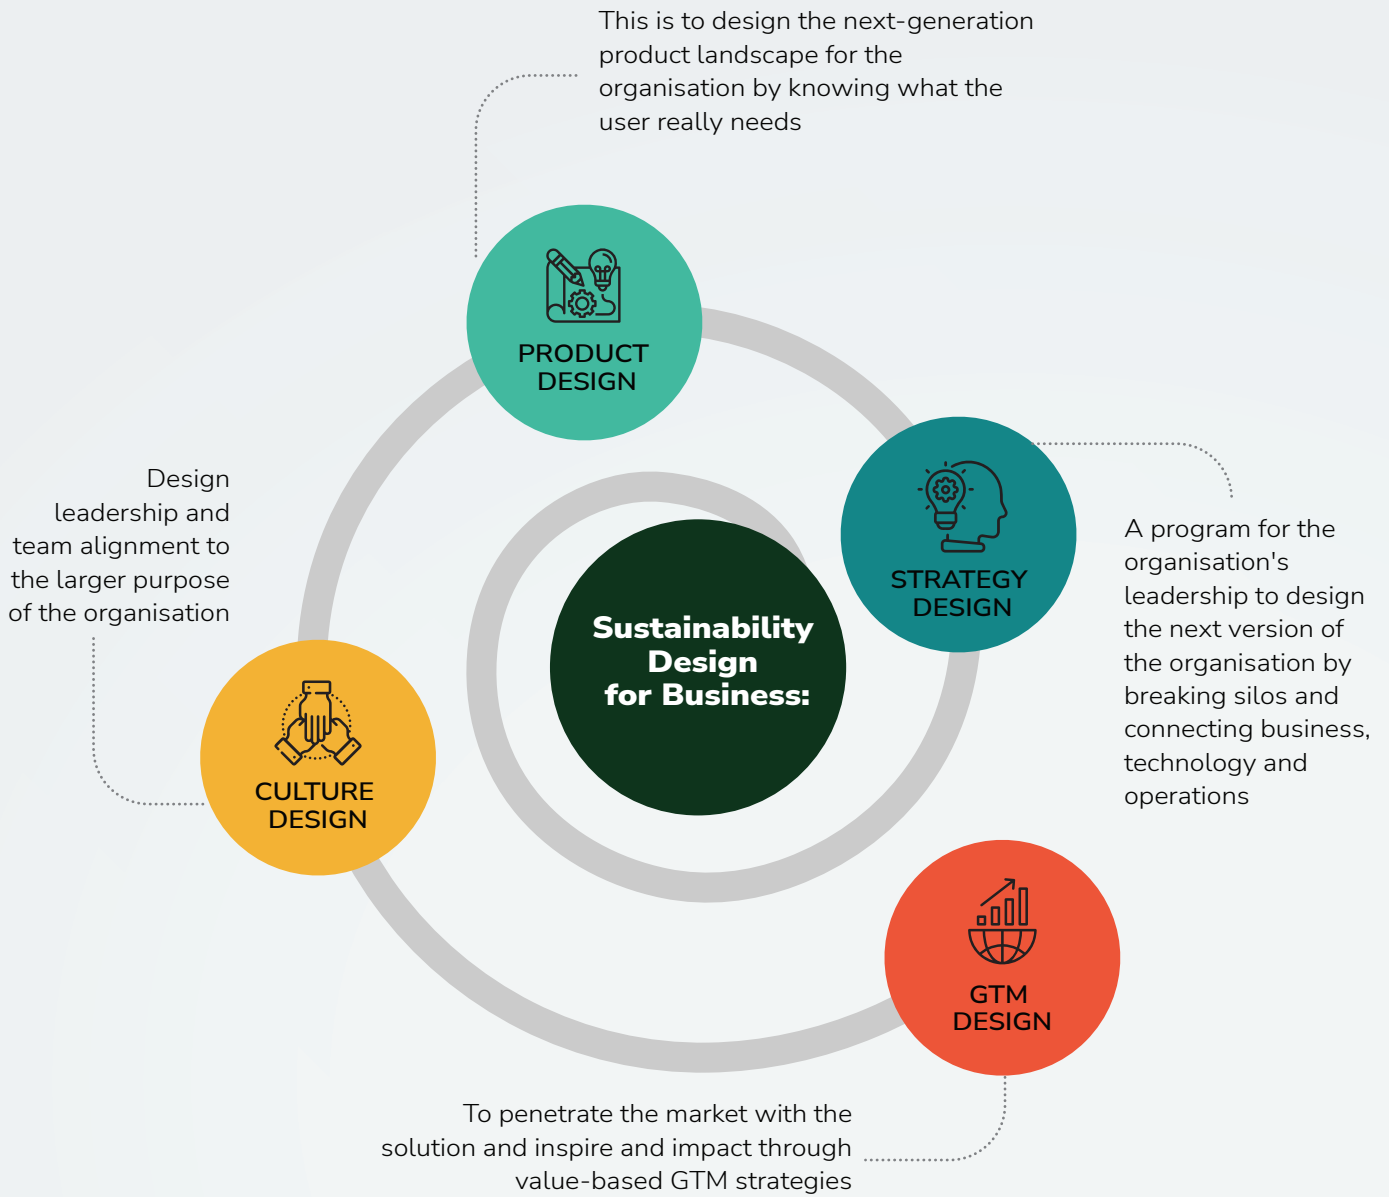 This is to design the next-generation
product landscape for the
organisation by knowing what the
user really needs
PRODUCT
DESIGN
Design
leadership and
team alignment to
the larger purpose
of the organisation
STRATEGY
DESIGN
A program for the
organisation's
leadership to design
the next version of
the organisation by
breaking silos and
connecting business,
technology and
operations
Sustainability
Design
for Business:
CULTURE
DESIGN
GTM
DESIGN
To penetrate the market with the
solution and inspire and impact through
value-based GTM strategies